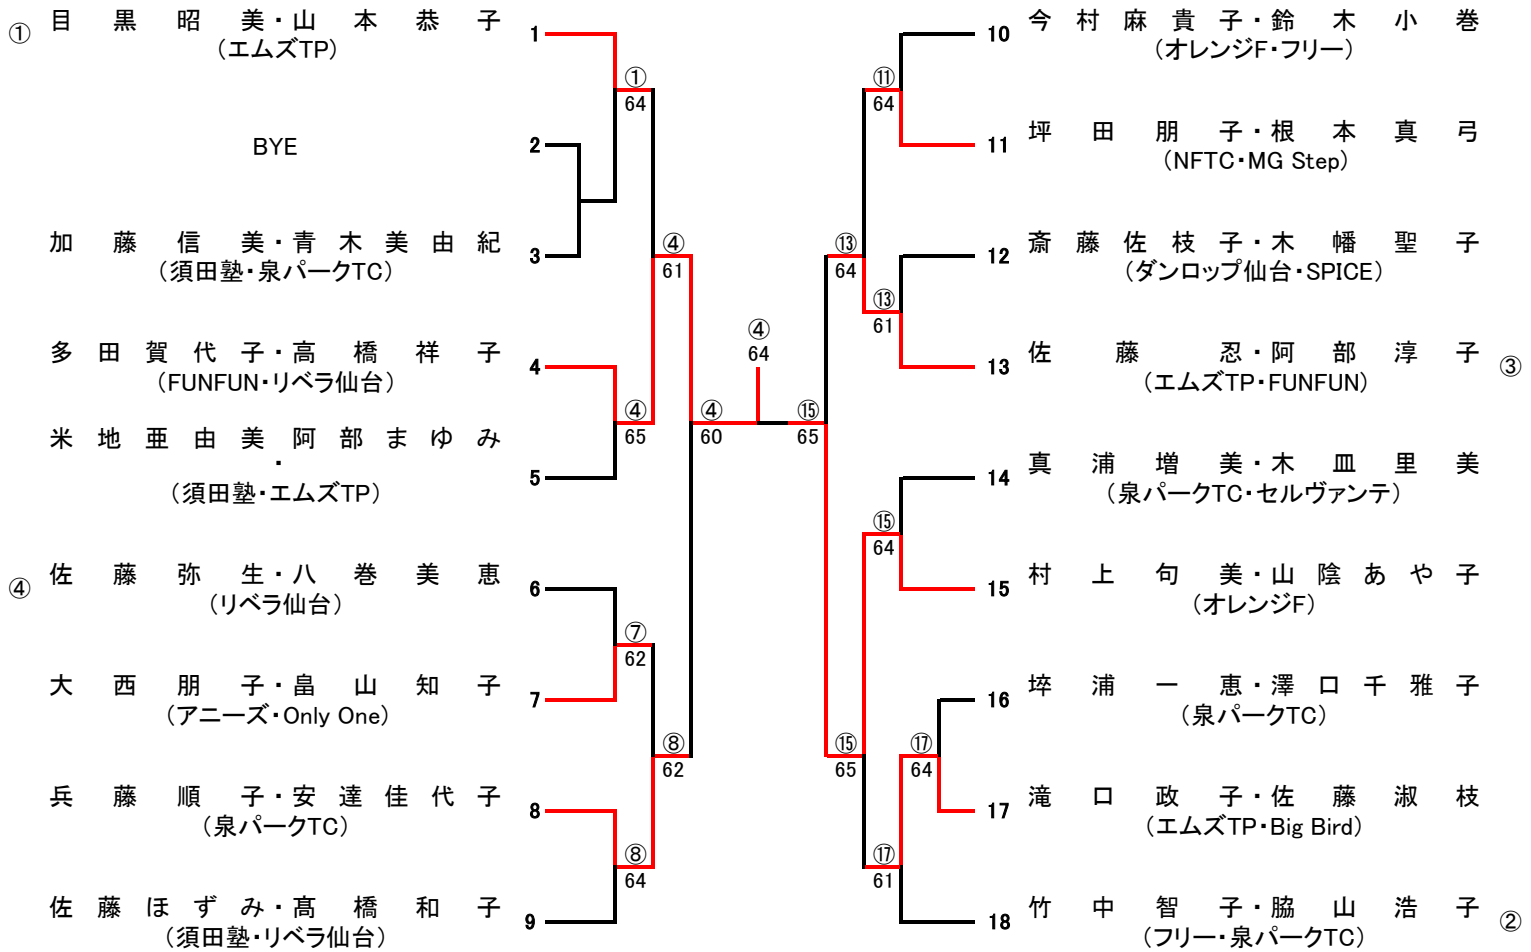 ① 目黒昭美・山本恭子 1
(エムズTP)
① 64
BYE 2
加藤信美・青木美由紀 3
(須田塾・泉パークTC)
④ 61
多田賀代子・高橋祥子 4
(FUNFUN・リベラ仙台)
④ 65
米地亜由美・阿部まゆみ 5
(須田塾・エムズTP)
④ 60
④ 佐藤弥生・八巻美恵 6
(リベラ仙台)
⑦ 62
大西朋子・畠山知子 7
(アニーズ・Only One)
⑧ 62
兵藤順子・安達佳代子 8
(泉パークTC)
⑧ 64
佐藤ほずみ・髙橋和子 9
(須田塾・リベラ仙台)
④ 64
10 今村麻貴子・鈴木小巻
(オレンジF・フリー)
⑪ 64
11 坪田朋子・根本真弓
(NFTC・MG Step)
⑬ 64
12 斎藤佐枝子・木幡聖子
(ダンロップ仙台・SPICE)
⑬ 61
13 佐藤忍・阿部淳子 ③
(エムズTP・FUNFUN)
⑮ 65
14 真浦増美・木皿里美
(泉パークTC・セルヴァンテ)
⑮ 64
15 村上句美・山陰あや子
(オレンジF)
⑮ 65
16 埣浦一恵・澤口千雅子
(泉パークTC)
⑰ 64
17 滝口政子・佐藤淑枝
(エムズTP・Big Bird)
⑰ 61
18 竹中智子・脇山浩子 ②
(フリー・泉パークTC)